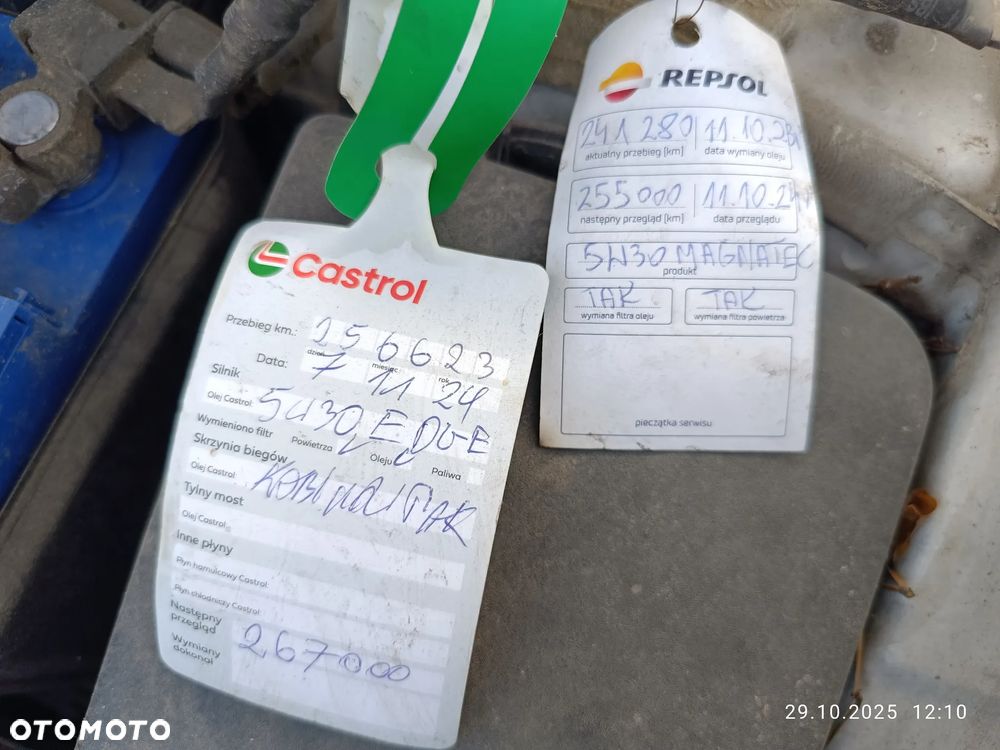 REPSOL
241 280 11.10.23r
aktualny przebieg [km] data wymiany oleju
255000 11.10.24r
następny przegląd [km] data przeglądu
5W30 MAGNATEC
produkt
TAK TAK
wymiana filtra oleju wymiana filtra powietrza
pieczątka serwisu
Castrol
Przebieg km.: 256623
dzień miesiąc rok
Data: 7 11 24
Silnik
Olej Castrol: 5W30 EDGE
Wymieniono filtr Powietrza Oleju Paliwa
Skrzynia biegów
Olej Castrol:
Tylny most
Olej Castrol:
Inne płyny
Płyn hamulcowy Castrol:
Płyn chłodniczy Castrol:
Następny przegląd 267000
Wymiany dokonał
OTOMOTO
29.10.2025 12:10